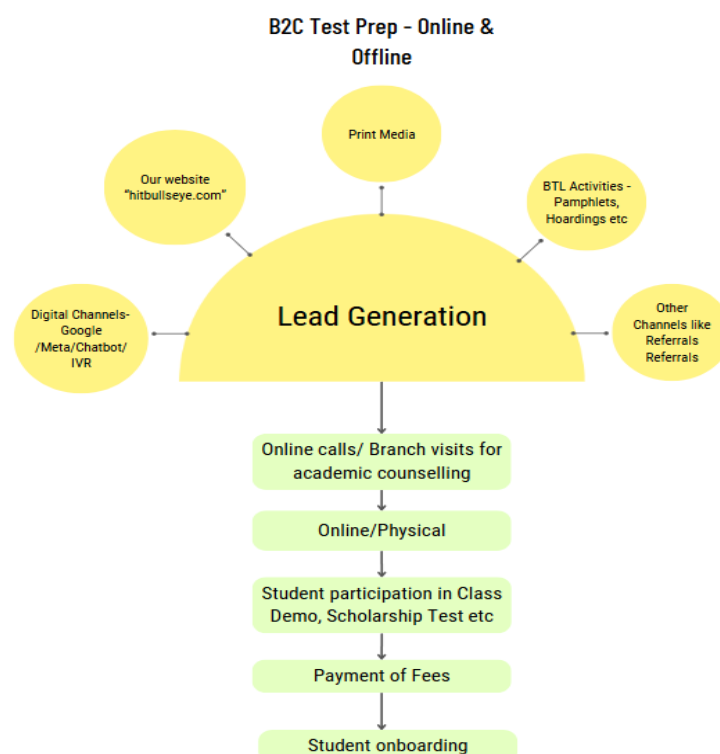 B2C Test Prep - Online &
Offline
Print Media
Our website
"hitbullseye.com"
BTL Activities -
Pamphlets,
Hoardings etc
Digital Channels-
Google
/Meta/Chatbot/
IVR
Lead Generation
Other
Channels like
Referrals
Referrals
Online calls/ Branch visits for
academic counselling
Online/Physical
Student participation in Class
Demo, Scholarship Test etc
Payment of Fees
Student onboarding